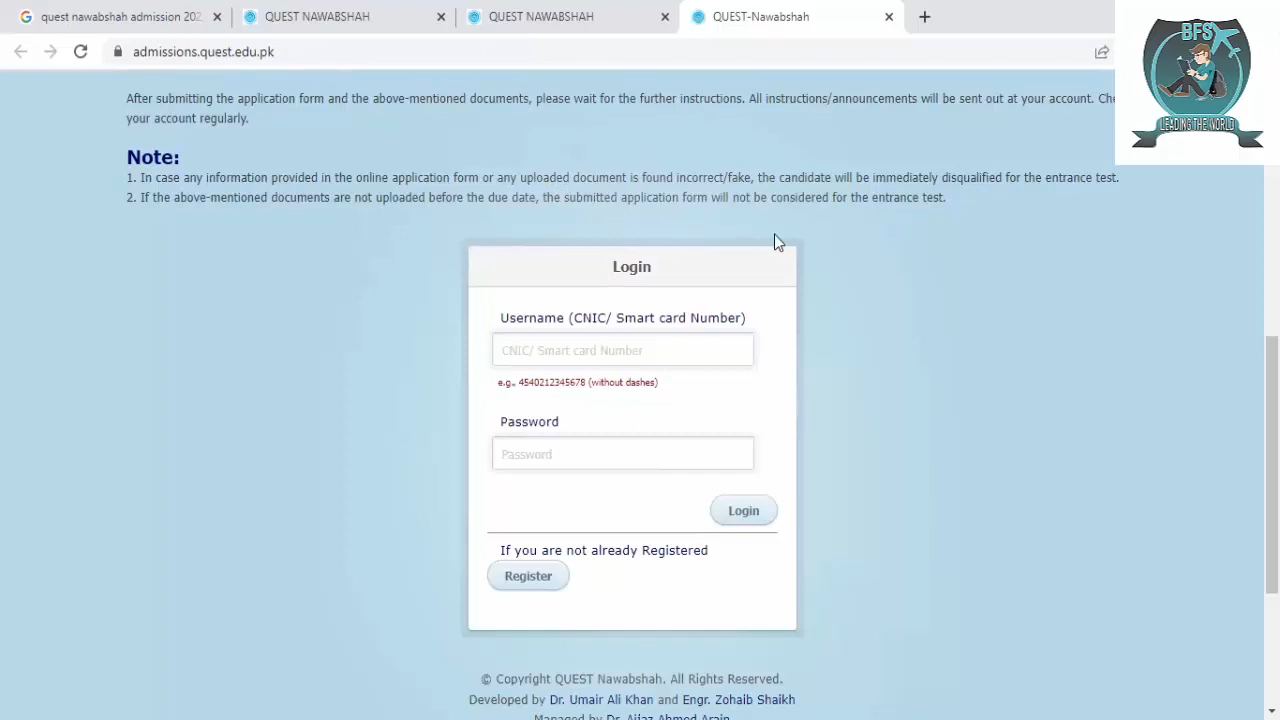 quest nawabshah admission 202
QUEST NAWABSHAH
QUEST NAWABSHAH
QUEST-Nawabshah
admissions.quest.edu.pk
BFS
LEADING THE WORLD
After submitting the application form and the above-mentioned documents, please wait for the further instructions. All instructions/announcements will be sent out at your account. Che
your account regularly.
Note:
1. In case any information provided in the online application form or any uploaded document is found incorrect/fake, the candidate will be immediately disqualified for the entrance test.
2. If the above-mentioned documents are not uploaded before the due date, the submitted application form will not be considered for the entrance test.
Login
Username (CNIC/ Smart card Number)
CNIC/ Smart card Number
e.g., 4540212345678 (without dashes)
Password
Password
Login
If you are not already Registered
Register
© Copyright QUEST Nawabshah. All Rights Reserved.
Developed by Dr. Umair Ali Khan and Engr. Zohaib Shaikh
Managed by Dr. Aijaz Ahmed Arain